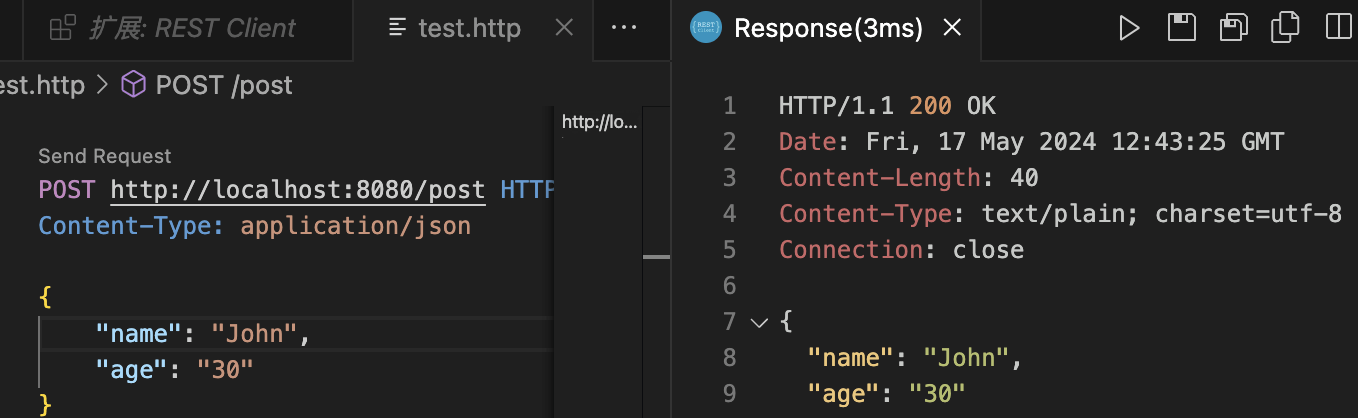 扩展: REST Client
test.http
...
Response(3ms)
est.http > POST /post
http://lo...
Send Request
POST http://localhost:8080/post HTTP
Content-Type: application/json
{
"name": "John",
"age": "30"
}
1 HTTP/1.1 200 OK
2 Date: Fri, 17 May 2024 12:43:25 GMT
3 Content-Length: 40
4 Content-Type: text/plain; charset=utf-8
5 Connection: close
6
7 {
8 "name": "John",
9 "age": "30"